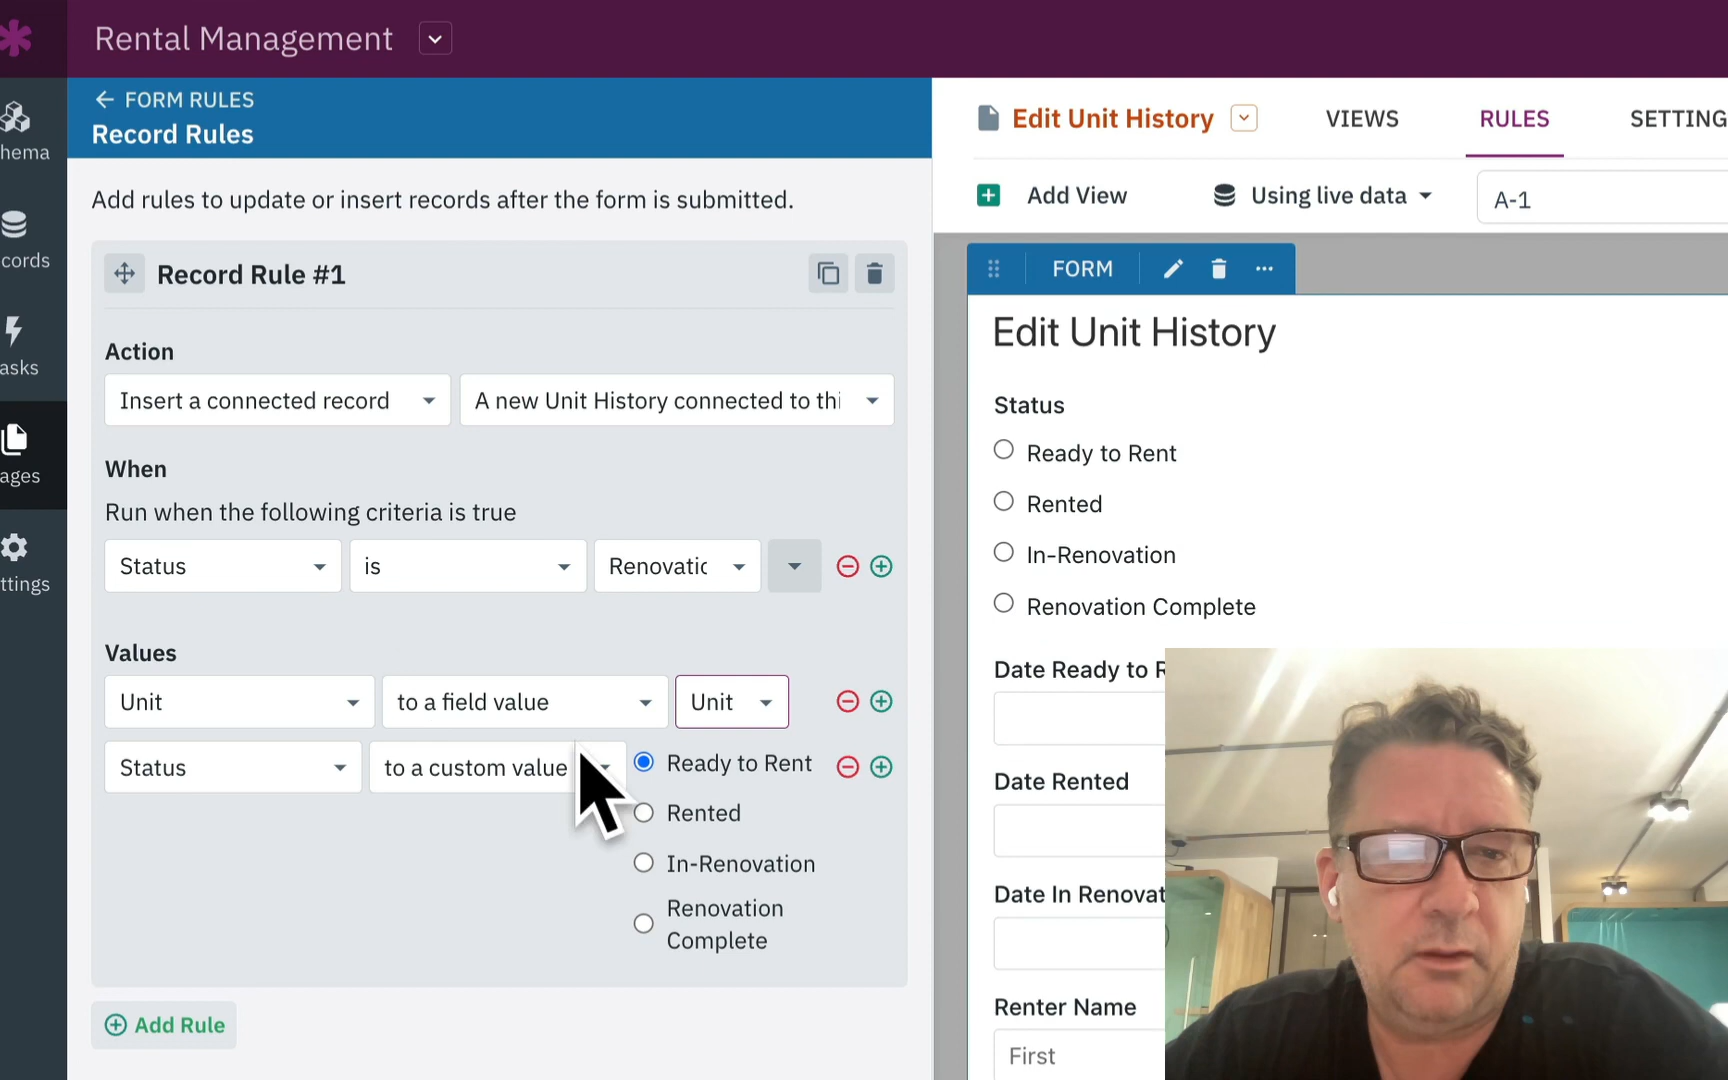 Rental Management
FORM RULES
Record Rules
Add rules to update or insert records after the form is submitted.
Record Rule #1
Action
Insert a connected record
A new Unit History connected to thi
When
Run when the following criteria is true
Status
is
Renovatic
Values
Unit
to a field value
Unit
Status
to a custom value
Ready to Rent
Rented
In-Renovation
Renovation
Complete
Add Rule
hema
cords
asks
ages
ttings
Edit Unit History
VIEWS
RULES
SETTING
Add View
Using live data
A-1
FORM
Edit Unit History
Status
Ready to Rent
Rented
In-Renovation
Renovation Complete
Date Ready to R
Date Rented
Date In Renovat
Renter Name
First